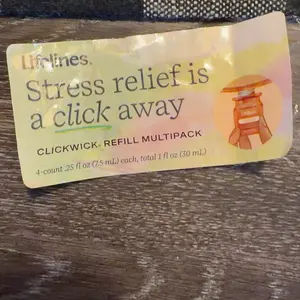 Lifelines.
Stress relief is
a click away
CLICKWICK® REFILL MULTIPACK
4-count .25 fl oz (7.5 mL) each, total 1 fl oz (30 mL)